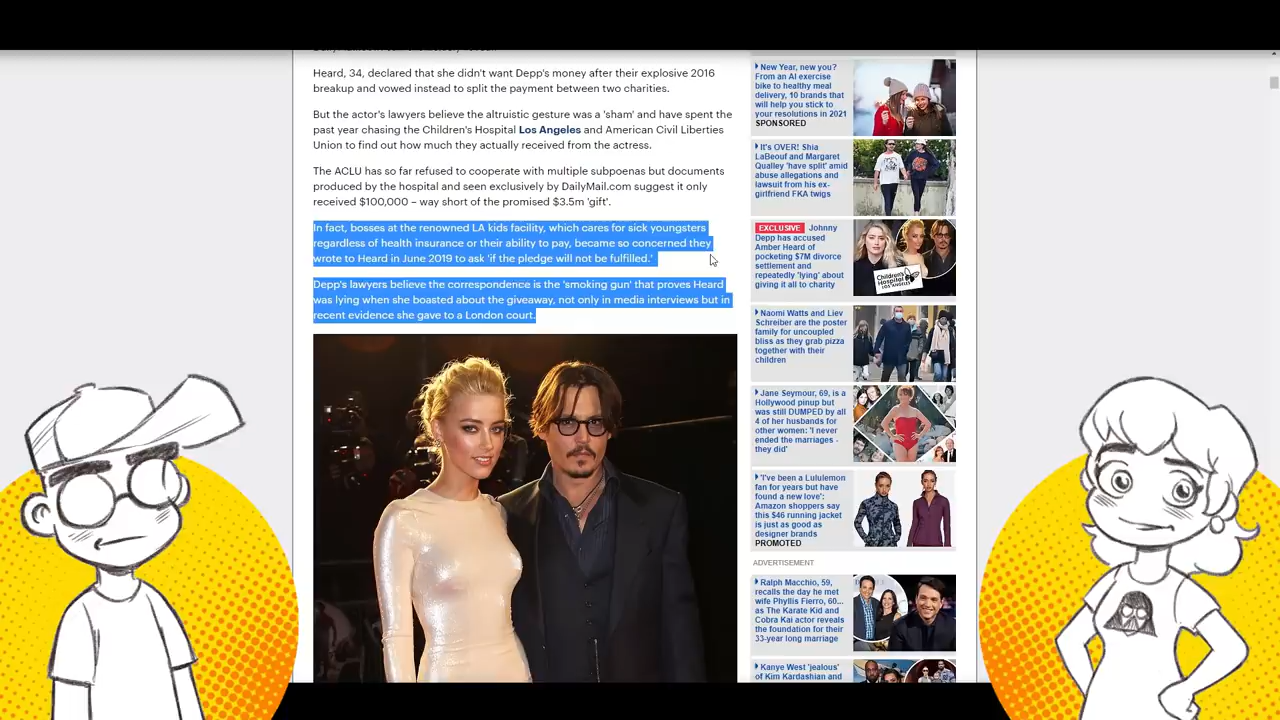 Heard, 34, declared that she didn't want Depp's money after their explosive 2016
breakup and vowed instead to split the payment between two charities.
But the actor's lawyers believe the altruistic gesture was a 'sham' and have spent the
past year chasing the Children's Hospital Los Angeles and American Civil Liberties
Union to find out how much they actually received from the actress.
The ACLU has so far refused to cooperate with multiple subpoenas but documents
produced by the hospital and seen exclusively by DailyMail.com suggest it only
received $100,000 – way short of the promised $3.5m 'gift'.
In fact, bosses at the renowned LA kids facility, which cares for sick youngsters
regardless of health insurance or their ability to pay, became so concerned they
wrote to Heard in June 2019 to ask 'if the pledge will not be fulfilled.'
Depp's lawyers believe the correspondence is the 'smoking gun' that proves Heard
was lying when she boasted about the giveaway, not only in media interviews but in
recent evidence she gave to a London court.
New Year, new you?
From an AI exercise
bike to healthy meal
delivery, 10 brands that
will help you stick to
your resolutions in 2021
SPONSORED
It's OVER! Shia
LaBeouf and Margaret
Qualley 'have split' amid
abuse allegations and
lawsuit from his ex-
girlfriend FKA twigs
EXCLUSIVE Johnny
Depp has accused
Amber Heard of
pocketing $7M divorce
settlement and
repeatedly 'lying' about
giving it all to charity
Children's
Hospital
LOS ANGELES
Naomi Watts and Liev
Schreiber are the poster
family for uncoupled
bliss as they grab pizza
together with their
children
Jane Seymour, 69, is a
Hollywood pinup but
was still DUMPED by all
4 of her husbands for
other women: 'I never
ended the marriages -
they did'
'I've been a Lululemon
fan for years but have
found a new love':
Amazon shoppers say
this $46 running jacket
is just as good as
designer brands
PROMOTED
ADVERTISEMENT
Ralph Macchio, 59,
recalls the day he met
wife Phyllis Fierro, 60...
as The Karate Kid and
Cobra Kai actor reveals
the foundation for their
33-year long marriage
Kanye West 'jealous'
of Kim Kardashian and